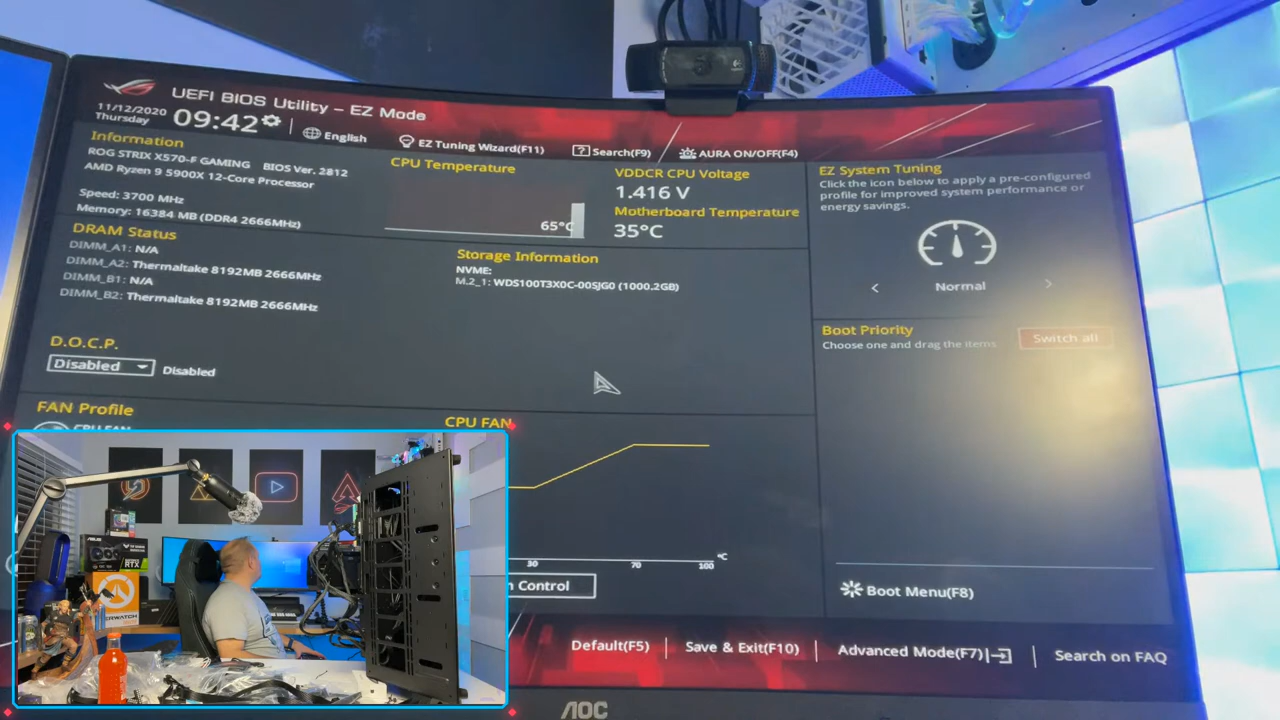 UEFI BIOS Utility – EZ Mode
11/12/2020
Thursday
09:42
English
EZ Tuning Wizard(F11)
Search(F9)
AURA ON/OFF(F4)
Information
ROG STRIX X570-F GAMING BIOS Ver. 2812
AMD Ryzen 9 5900X 12-Core Processor
Speed: 3700 MHz
Memory: 16384 MB (DDR4 2666MHz)
CPU Temperature
65°C
VDDCR CPU Voltage
1.416 V
Motherboard Temperature
35°C
EZ System Tuning
Click the icon below to apply a pre-configured
profile for improved system performance or
energy savings.
Normal
DRAM Status
DIMM_A1: N/A
DIMM_A2: Thermaltake 8192MB 2666MHz
DIMM_B1: N/A
DIMM_B2: Thermaltake 8192MB 2666MHz
Storage Information
NVME:
M.2_1: WDS100T3X0C-00SJG0 (1000.2GB)
D.O.C.P.
Disabled Disabled
Boot Priority
Choose one and drag the items.
Switch all
FAN Profile
CPU FAN
CPU FAN
°C
30 70 100
Control
Boot Menu(F8)
Default(F5)
Save & Exit(F10)
Advanced Mode(F7)
Search on FAQ
AOC
ASUS
RTX